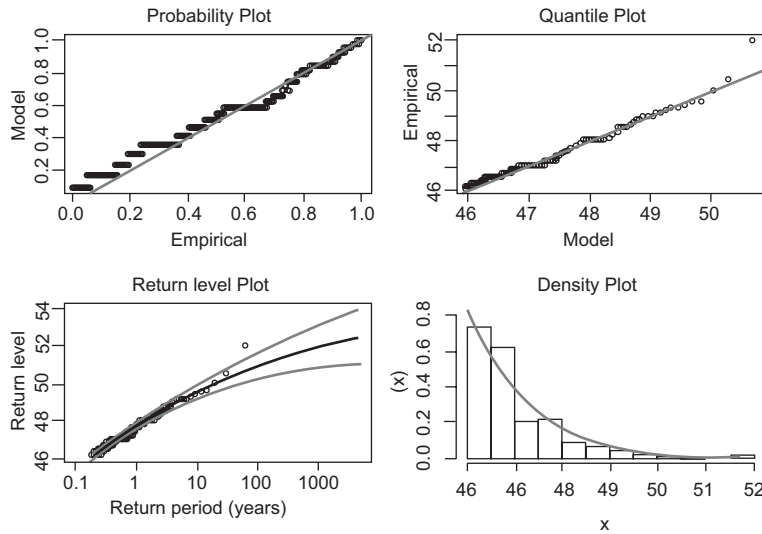 Probability Plot
Model
0.2 0.4 0.6 0.8 1.0
0.0 0.2 0.4 0.6 0.8 1.0
Empirical
Quantile Plot
Empirical
46 48 50 52
46 47 48 49 50
Model
Return level Plot
Return level
46 48 50 52 54
0.1 1 10 100 1000
Return period (years)
Density Plot
(x)
0.0 0.2 0.4 0.6 0.8
46 46 48 48 50 51 52
x